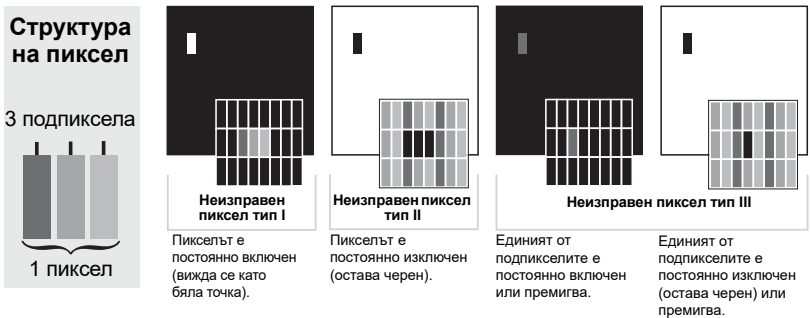 Структура
на пиксел
3 подпиксела
1 пиксел
Неизправен
пиксел тип I
Пикселът е
постоянно включен
(вижда се като
бяла точка).
Неизправен пиксел
тип II
Пикселът е
постоянно изключен
(остава черен).
Неизправен пиксел тип III
Единият от
подпикселите е
постоянно включен
или премигва.
Единият от
подпикселите е
постоянно изключен
(остава черен) или
премигва.